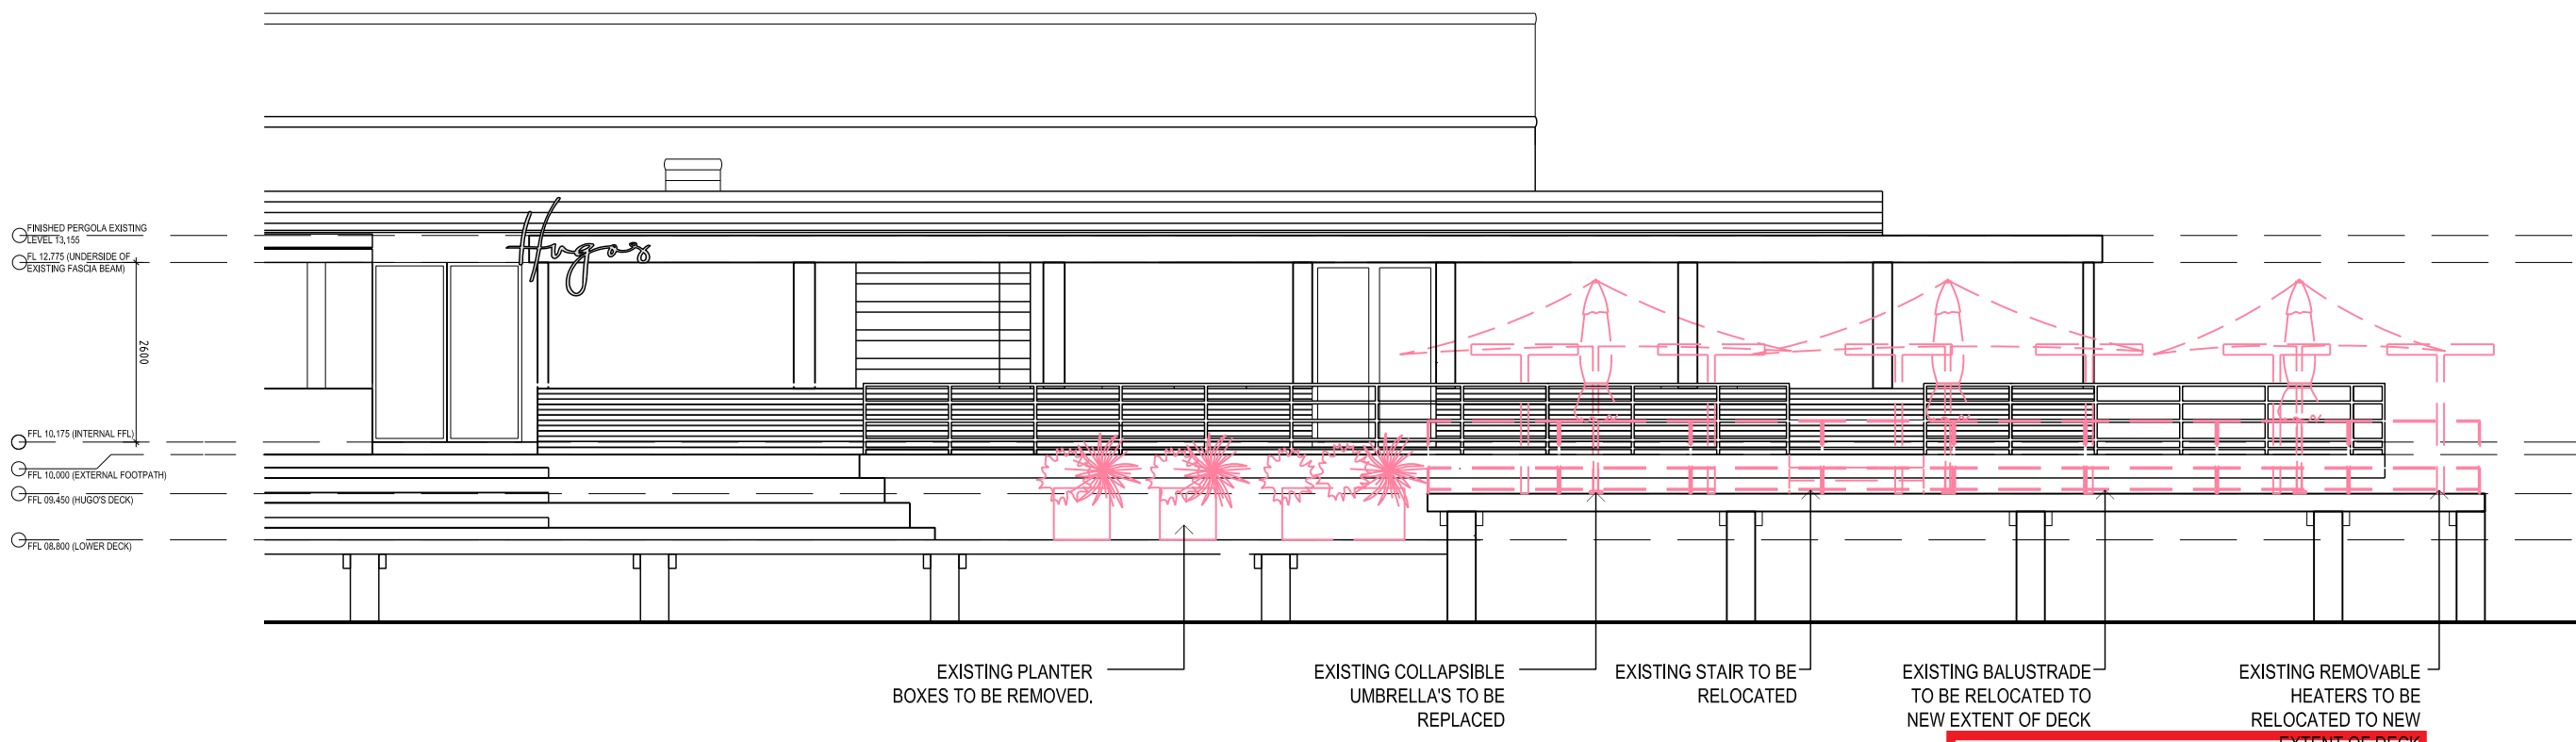 Hugos
FINISHED PERGOLA EXISTING
LEVEL 13,155
FL 12.775 (UNDERSIDE OF
EXISTING FASCIA BEAM)
2600
FFL 10.175 (INTERNAL FFL)
FFL 10.000 (EXTERNAL FOOTPATH)
FFL 09.450 (HUGO'S DECK)
FFL 08.800 (LOWER DECK)
EXISTING PLANTER
BOXES TO BE REMOVED.
EXISTING COLLAPSIBLE
UMBRELLA'S TO BE
REPLACED
EXISTING STAIR TO BE
RELOCATED
EXISTING BALUSTRADE
TO BE RELOCATED TO
NEW EXTENT OF DECK
EXISTING REMOVABLE
HEATERS TO BE
RELOCATED TO NEW
EXTENT OF DECK